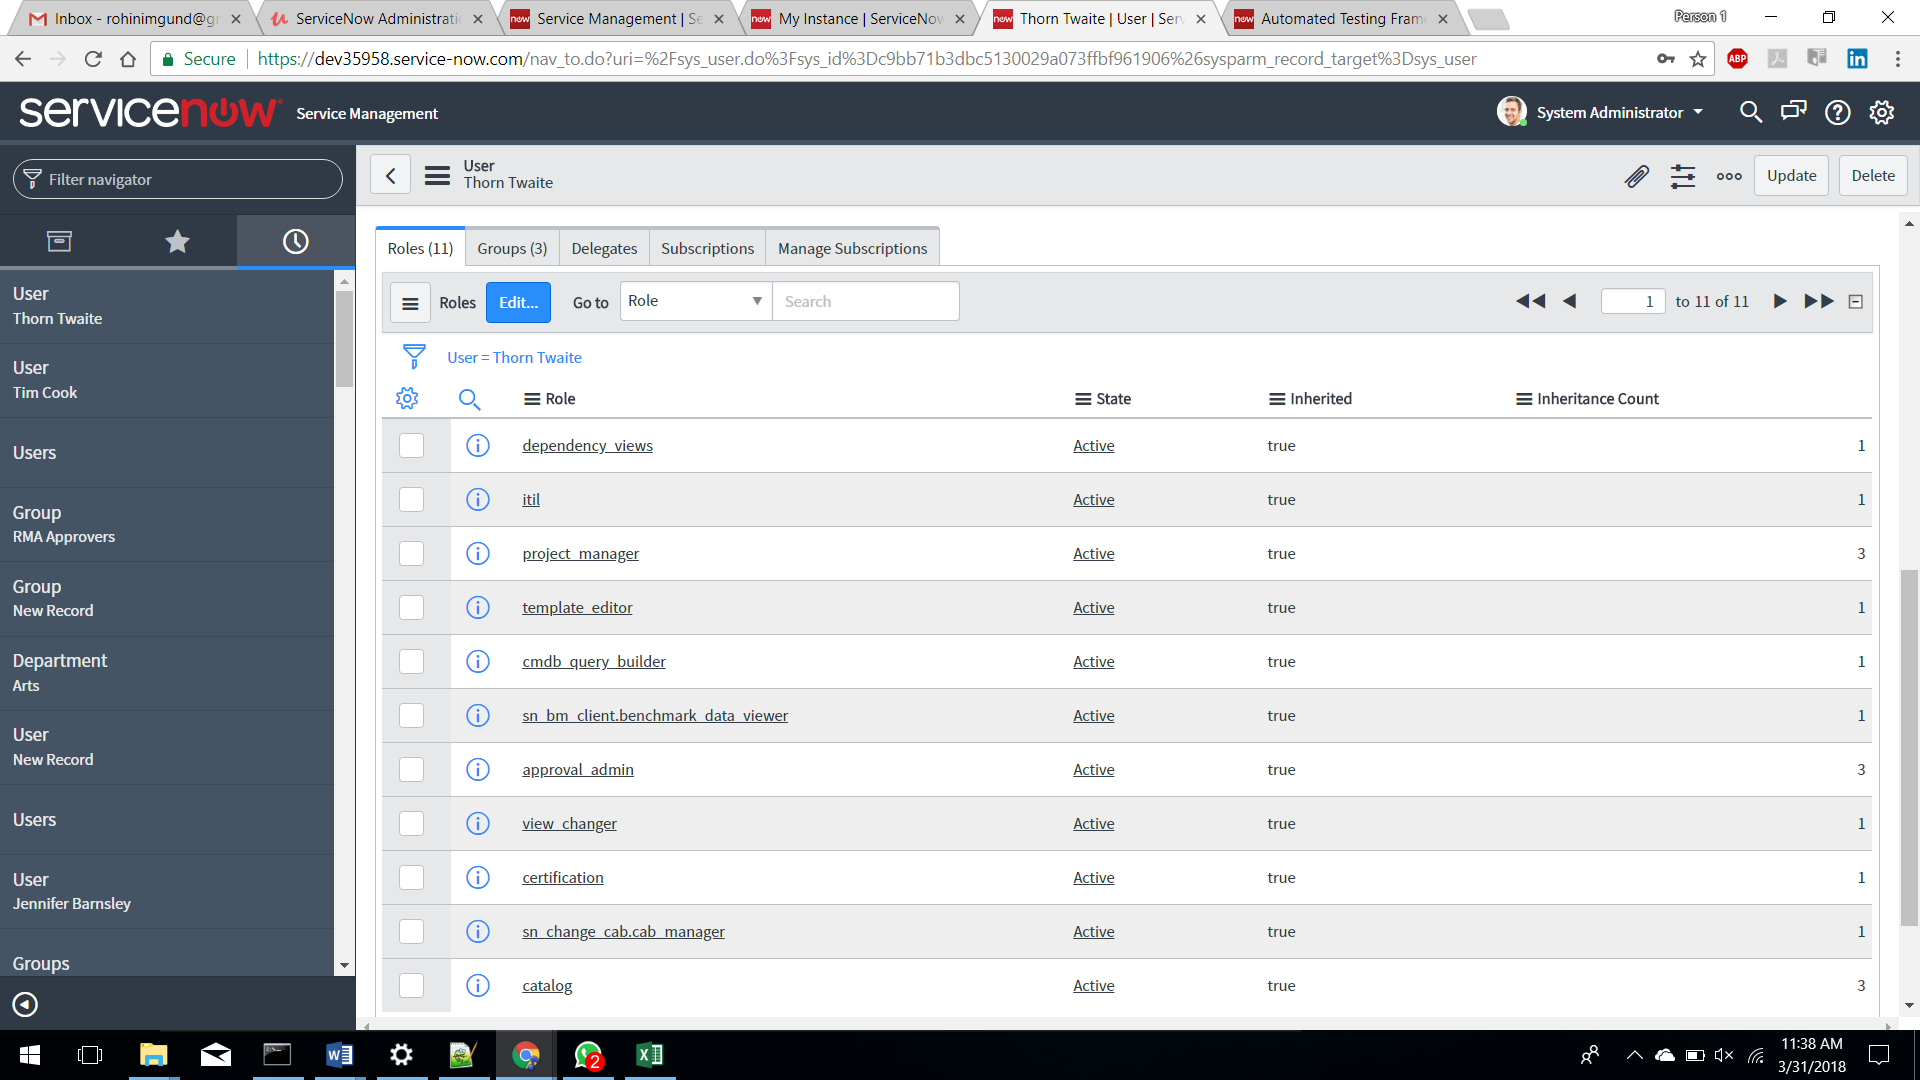 Inbox - rohinimgund@gr
ServiceNow Administratio
Service Management | Se
My Instance | ServiceNow
Thorn Twaite | User | Serv
Automated Testing Fram
Person 1
Secure
https://dev35958.service-now.com/nav_to.do?uri=%2Fsys_user.do%3Fsys_id%3Dc9bb71b3dbc5130029a073ffbf961906%26sysparm_record_target%3Dsys_user
ABP
in
servicenow Service Management
System Administrator
Filter navigator
User
Thorn Twaite
User
Tim Cook
Users
Group
RMA Approvers
Group
New Record
Department
Arts
User
New Record
Users
User
Jennifer Barnsley
Groups
User
Thorn Twaite
Update
Delete
Roles (11)
Groups (3)
Delegates
Subscriptions
Manage Subscriptions
Roles Edit... Go to Role Search 1 to 11 of 11
User = Thorn Twaite
Role State Inherited Inheritance Count
dependency_views Active true 1
itil Active true 1
project_manager Active true 3
template_editor Active true 1
cmdb_query_builder Active true 1
sn_bm_client.benchmark_data_viewer Active true 1
approval_admin Active true 3
view_changer Active true 1
certification Active true 1
sn_change_cab.cab_manager Active true 1
catalog Active true 3
2
11:38 AM
3/31/2018